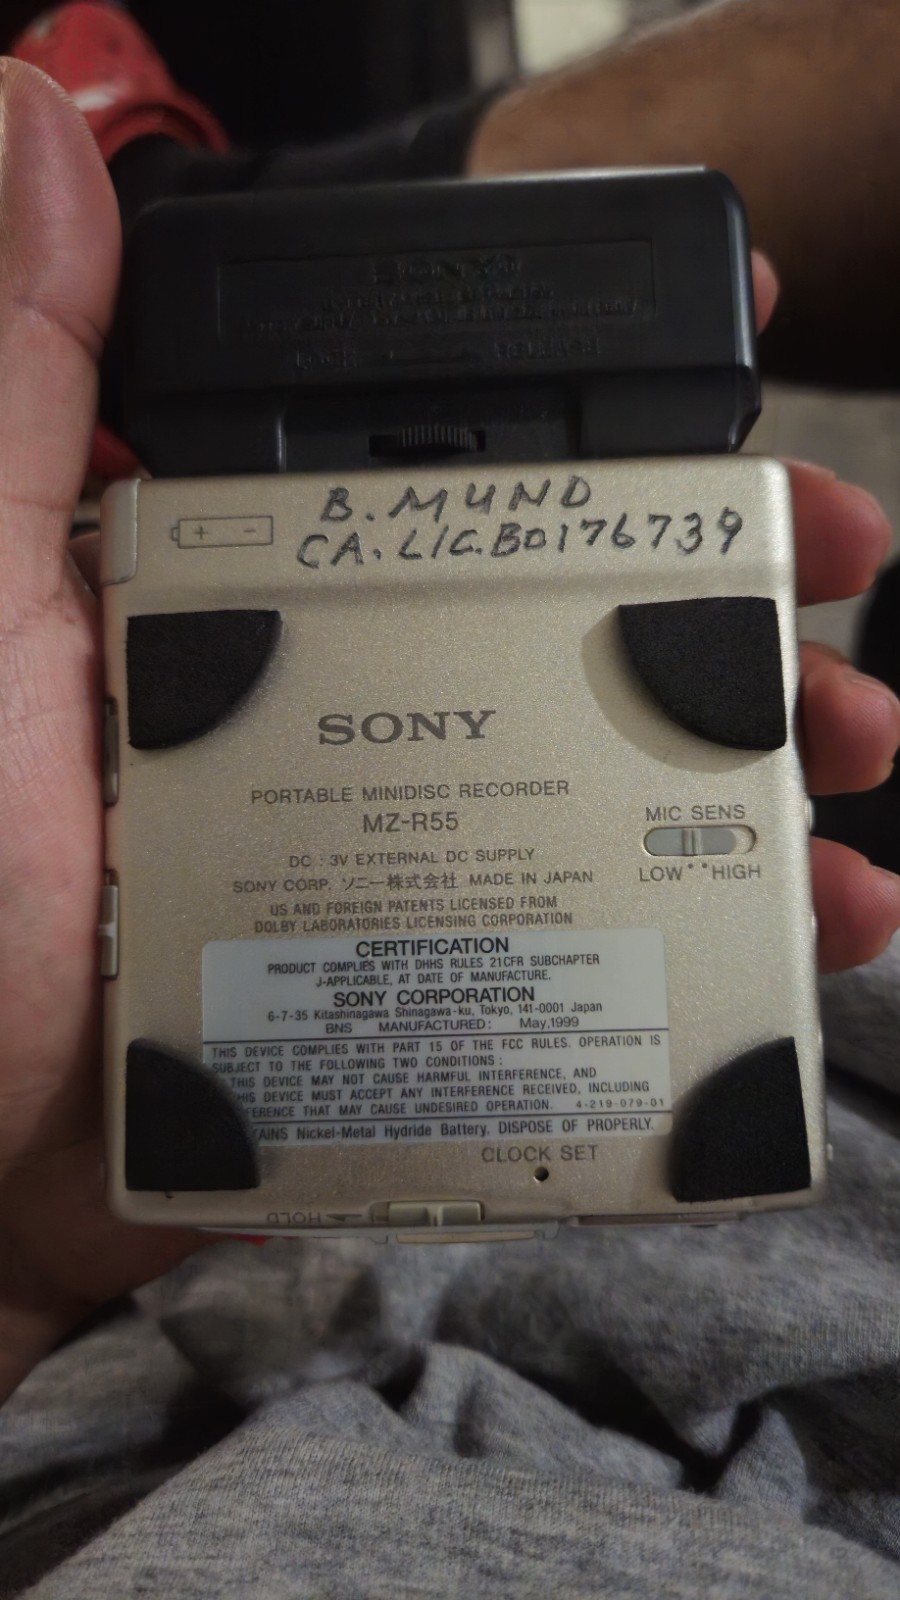 SONY
B. MUND
CA. LIC. B0176739
+ -
SONY
PORTABLE MINIDISC RECORDER
MZ-R55
MIC SENS
LOW HIGH
DC : 3V EXTERNAL DC SUPPLY
SONY CORP. ソニー株式会社 MADE IN JAPAN
US AND FOREIGN PATENTS LICENSED FROM
DOLBY LABORATORIES LICENSING CORPORATION
CERTIFICATION
PRODUCT COMPLIES WITH DHHS RULES 21CFR SUBCHAPTER
J-APPLICABLE, AT DATE OF MANUFACTURE.
SONY CORPORATION
6-7-35 Kitashinagawa Shinagawa-ku, Tokyo, 141-0001 Japan
BNS MANUFACTURED: May,1999
THIS DEVICE COMPLIES WITH PART 15 OF THE FCC RULES. OPERATION IS
SUBJECT TO THE FOLLOWING TWO CONDITIONS :
THIS DEVICE MAY NOT CAUSE HARMFUL INTERFERENCE, AND
HIS DEVICE MUST ACCEPT ANY INTERFERENCE RECEIVED, INCLUDING
FERENCE THAT MAY CAUSE UNDESIRED OPERATION. 4-219-079-01
AINS Nickel-Metal Hydride Battery. DISPOSE OF PROPERLY.
CLOCK SET
HOLD